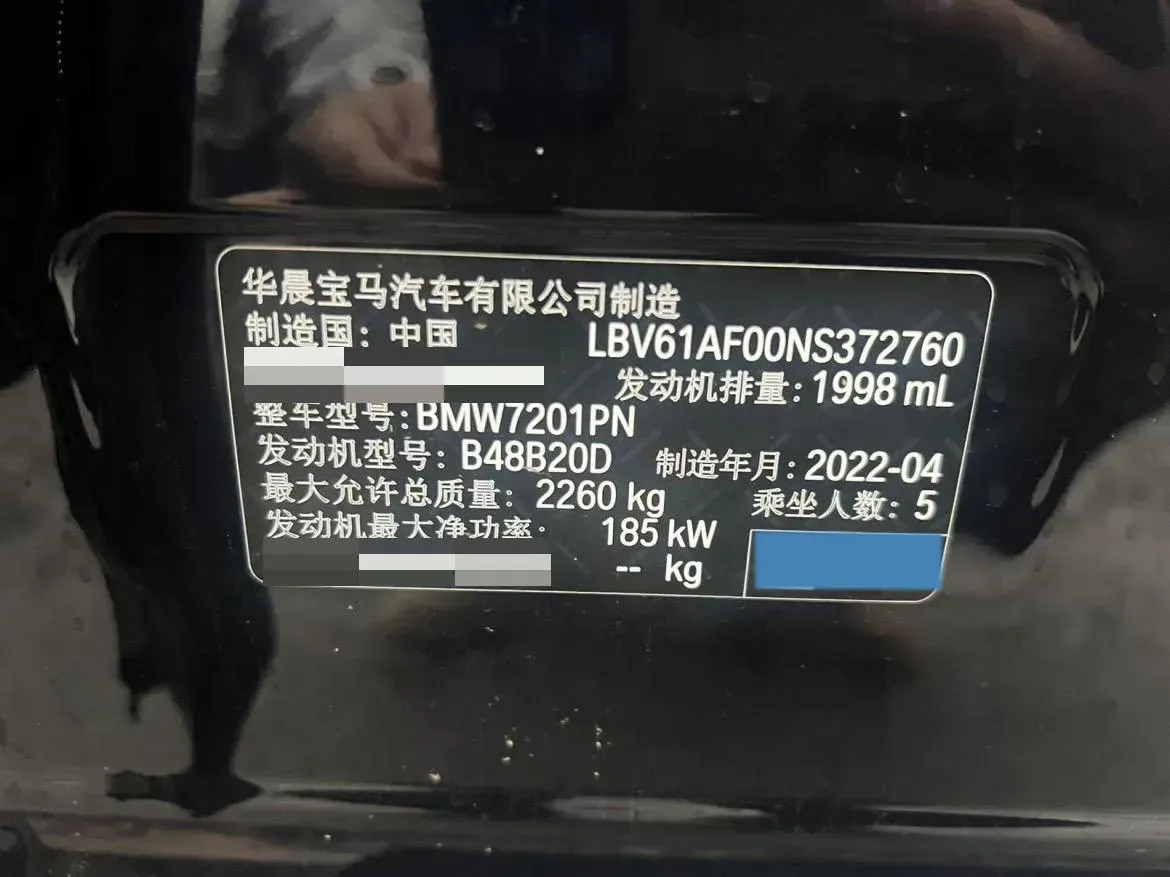 华晨宝马汽车有限公司制造
制造国：中国
LBV61AF00NS372760
发动机排量：1998 mL
整车型号：BMW7201PN
发动机型号：B48B20D 制造年月：2022-04
最大允许总质量：2260 kg 乘坐人数：5
发动机最大净功率：185 kW
-- kg